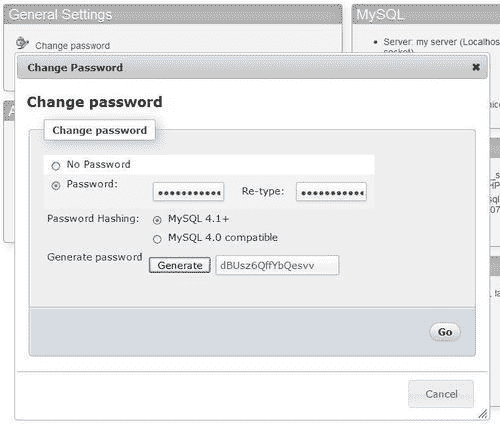 General Settings
MySQL
Change password
Server: my server (Localhos
socket)
Change Password
Change password
Change password
No Password
Password:
Re-type:
Password Hashing:
MySQL 4.1+
MySQL 4.0 compatible
Generate password
Generate
dBUsz6QffYbQesvv
Go
Cancel